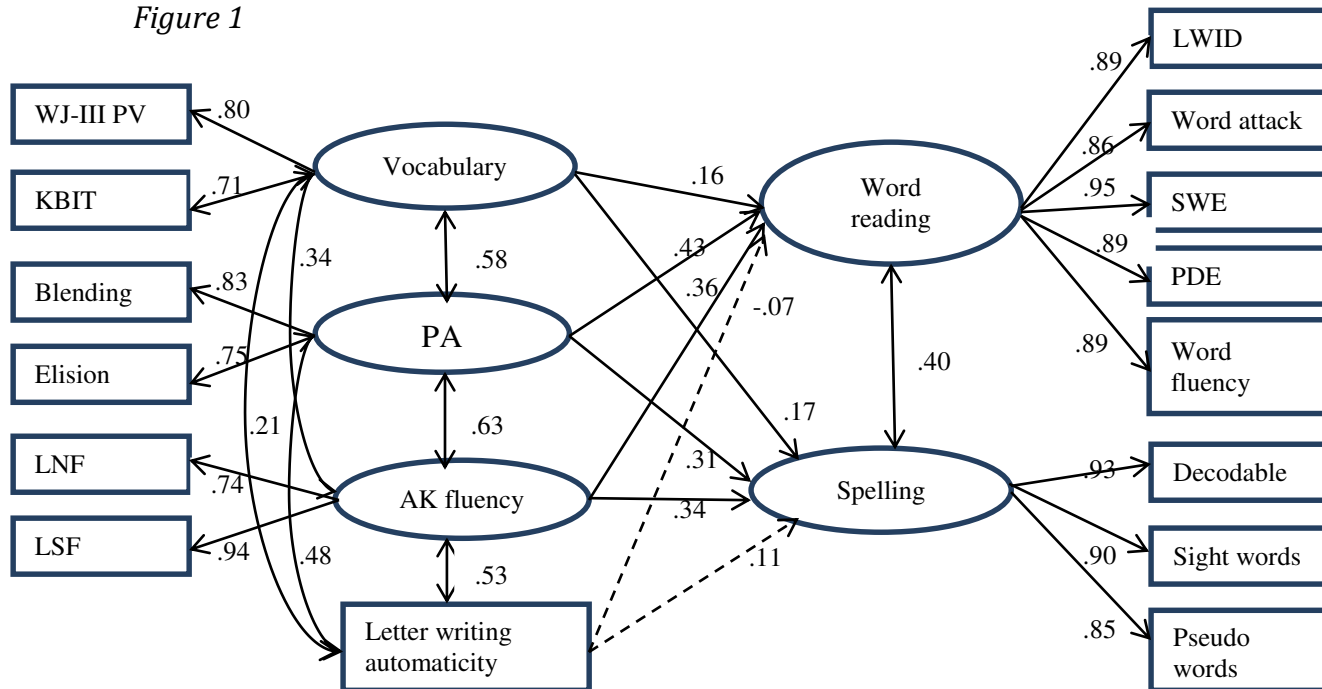 Figure 1
LWID
.89
WJ-III PV
.80
Word attack
.86
Vocabulary
.16
Word
reading
KBIT
.71
.95
SWE
.34
.58
.43
.89
PDE
Blending
.83
.36
-.07
PA
.89
Word
fluency
Elision
.75
.40
.21
.63
.17
LNF
.74
.31
Decodable
.93
AK fluency
.34
Spelling
LSF
.94
.48
.53
.11
.90
Sight words
Letter writing
automaticity
.85
Pseudo
words